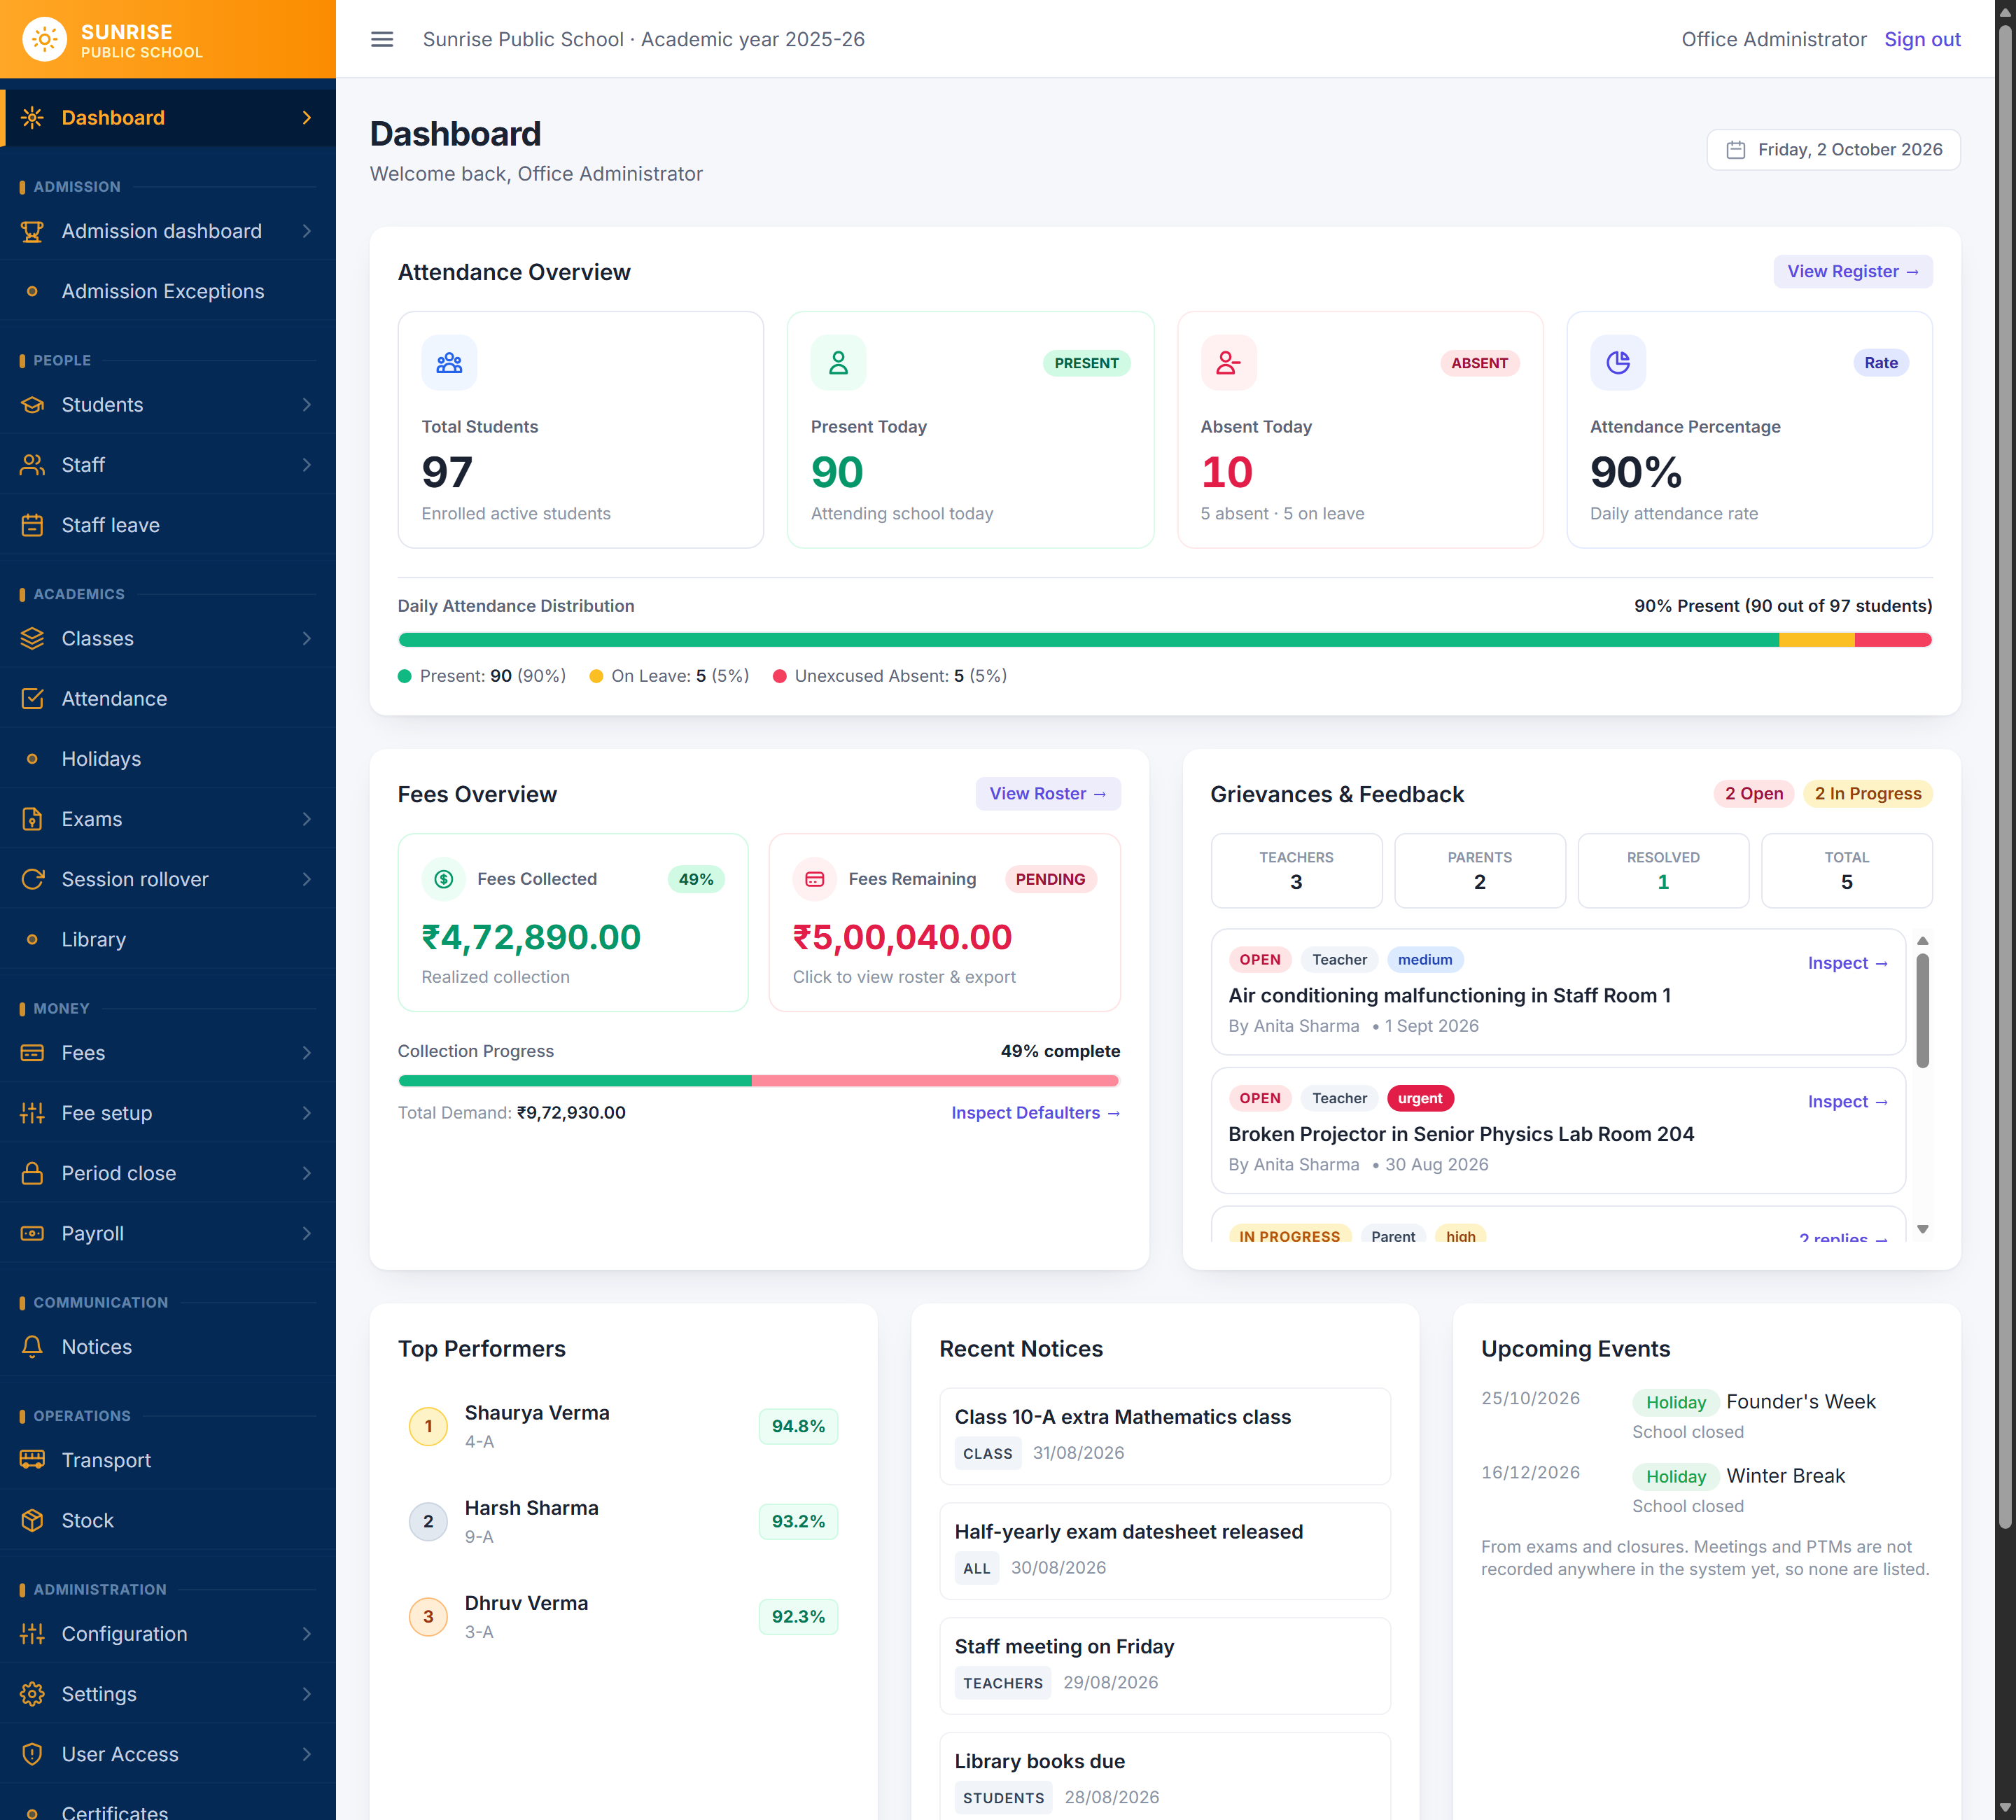 SUNRISE
PUBLIC SCHOOL
Dashboard
ADMISSION
Admission dashboard
Admission Exceptions
PEOPLE
Students
Staff
Staff leave
ACADEMICS
Classes
Attendance
Holidays
Exams
Session rollover
Library
MONEY
Fees
Fee setup
Period close
Payroll
COMMUNICATION
Notices
OPERATIONS
Transport
Stock
ADMINISTRATION
Configuration
Settings
User Access
Certificates
Sunrise Public School · Academic year 2025-26
Office Administrator Sign out
Dashboard
Welcome back, Office Administrator
Friday, 2 October 2026
Attendance Overview
View Register →
Total Students
97
Enrolled active students
PRESENT
Present Today
90
Attending school today
ABSENT
Absent Today
10
5 absent · 5 on leave
Rate
Attendance Percentage
90%
Daily attendance rate
Daily Attendance Distribution
90% Present (90 out of 97 students)
Present: 90 (90%) On Leave: 5 (5%) Unexcused Absent: 5 (5%)
Fees Overview
View Roster →
Fees Collected 49%
₹4,72,890.00
Realized collection
Fees Remaining PENDING
₹5,00,040.00
Click to view roster & export
Collection Progress 49% complete
Total Demand: ₹9,72,930.00 Inspect Defaulters →
Grievances & Feedback
2 Open 2 In Progress
TEACHERS
3
PARENTS
2
RESOLVED
1
TOTAL
5
OPEN Teacher medium
Inspect →
Air conditioning malfunctioning in Staff Room 1
By Anita Sharma • 1 Sept 2026
OPEN Teacher urgent
Inspect →
Broken Projector in Senior Physics Lab Room 204
By Anita Sharma • 30 Aug 2026
IN PROGRESS Parent high
2 replies →
Top Performers
1 Shaurya Verma 94.8%
4-A
2 Harsh Sharma 93.2%
9-A
3 Dhruv Verma 92.3%
3-A
Recent Notices
Class 10-A extra Mathematics class
CLASS 31/08/2026
Half-yearly exam datesheet released
ALL 30/08/2026
Staff meeting on Friday
TEACHERS 29/08/2026
Library books due
STUDENTS 28/08/2026
Upcoming Events
25/10/2026 Holiday Founder's Week
School closed
16/12/2026 Holiday Winter Break
School closed
From exams and closures. Meetings and PTMs are not
recorded anywhere in the system yet, so none are listed.